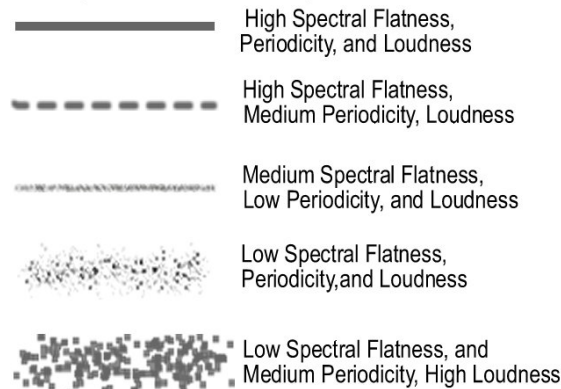 High Spectral Flatness,
Periodicity, and Loudness
High Spectral Flatness,
Medium Periodicity, Loudness
Medium Spectral Flatness,
Low Periodicity, and Loudness
Low Spectral Flatness,
Periodicity,and Loudness
Low Spectral Flatness, and
Medium Periodicity, High Loudness